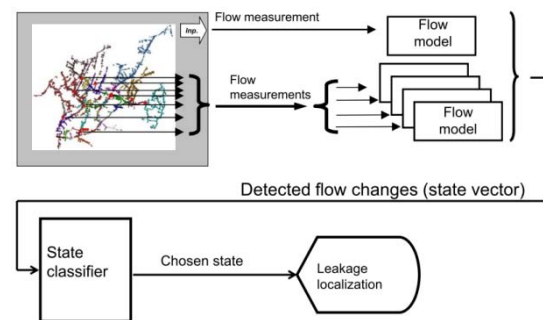 Inp.
Flow measurement
Flow
model
Flow
measurements
Flow
model
Detected flow changes (state vector)
State
classifier
Chosen state
Leakage
localization